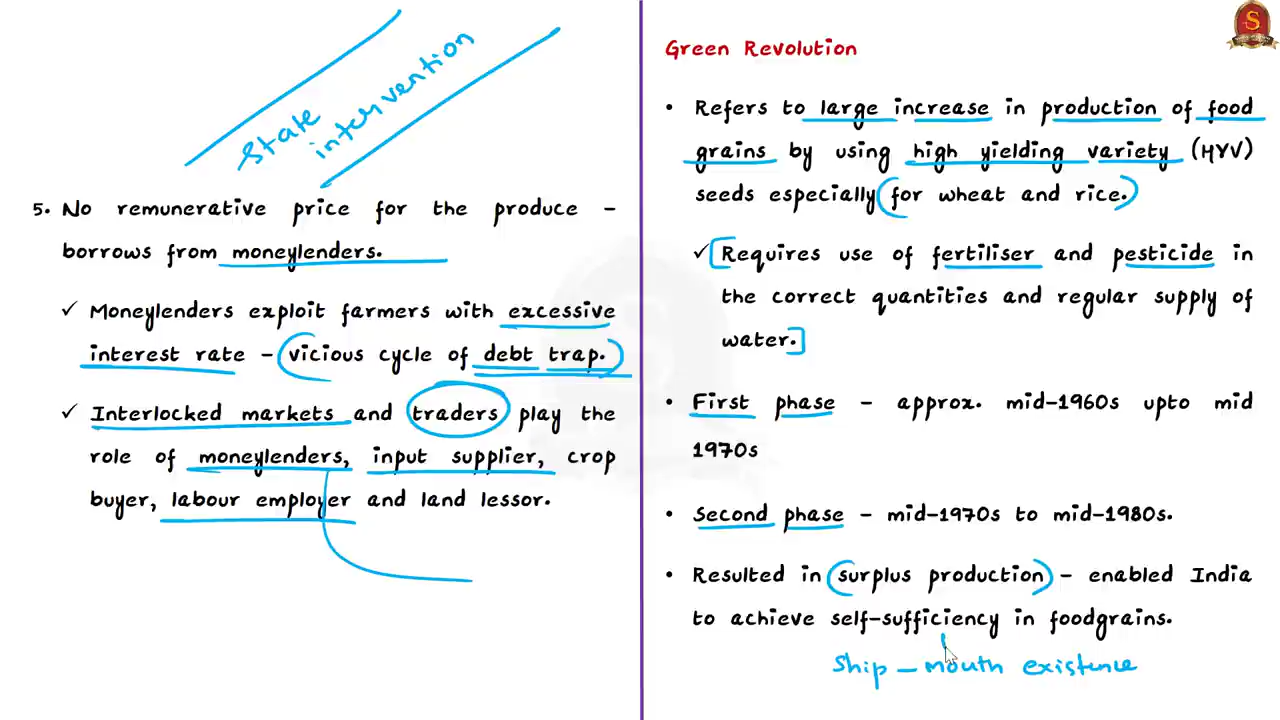 State
intervention
5. No remunerative price for the produce -
borrows from moneylenders.
✓ Moneylenders exploit farmers with excessive
interest rate - (vicious cycle of debt trap.)
✓ Interlocked markets and traders play the
role of moneylenders, input supplier, crop
buyer, labour employer and land lessor.
Green Revolution
• Refers to large increase in production of food
grains by using high yielding variety (HYV)
seeds especially (for wheat and rice.)
✓ [Requires use of fertiliser and pesticide in
the correct quantities and regular supply of
water.]
• First phase - approx. mid-1960s upto mid
1970s
• Second phase - mid-1970s to mid-1980s.
• Resulted in (surplus production) - enabled India
to achieve self-sufficiency in foodgrains.
Ship - mouth existence
S